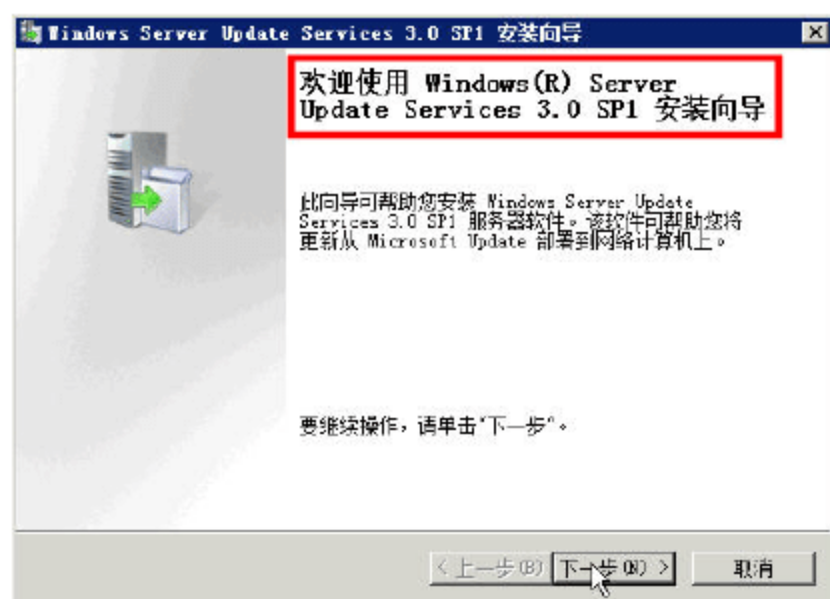 Windows Server Update Services 3.0 SP1 安装向导
欢迎使用 Windows(R) Server
Update Services 3.0 SP1 安装向导
此向导可帮助您安装 Windows Server Update
Services 3.0 SP1 服务器软件。该软件可帮助您将
更新从 Microsoft Update 部署到网络计算机上。
要继续操作，请单击“下一步”。
< 上一步(B) 下一步(N) > 取消